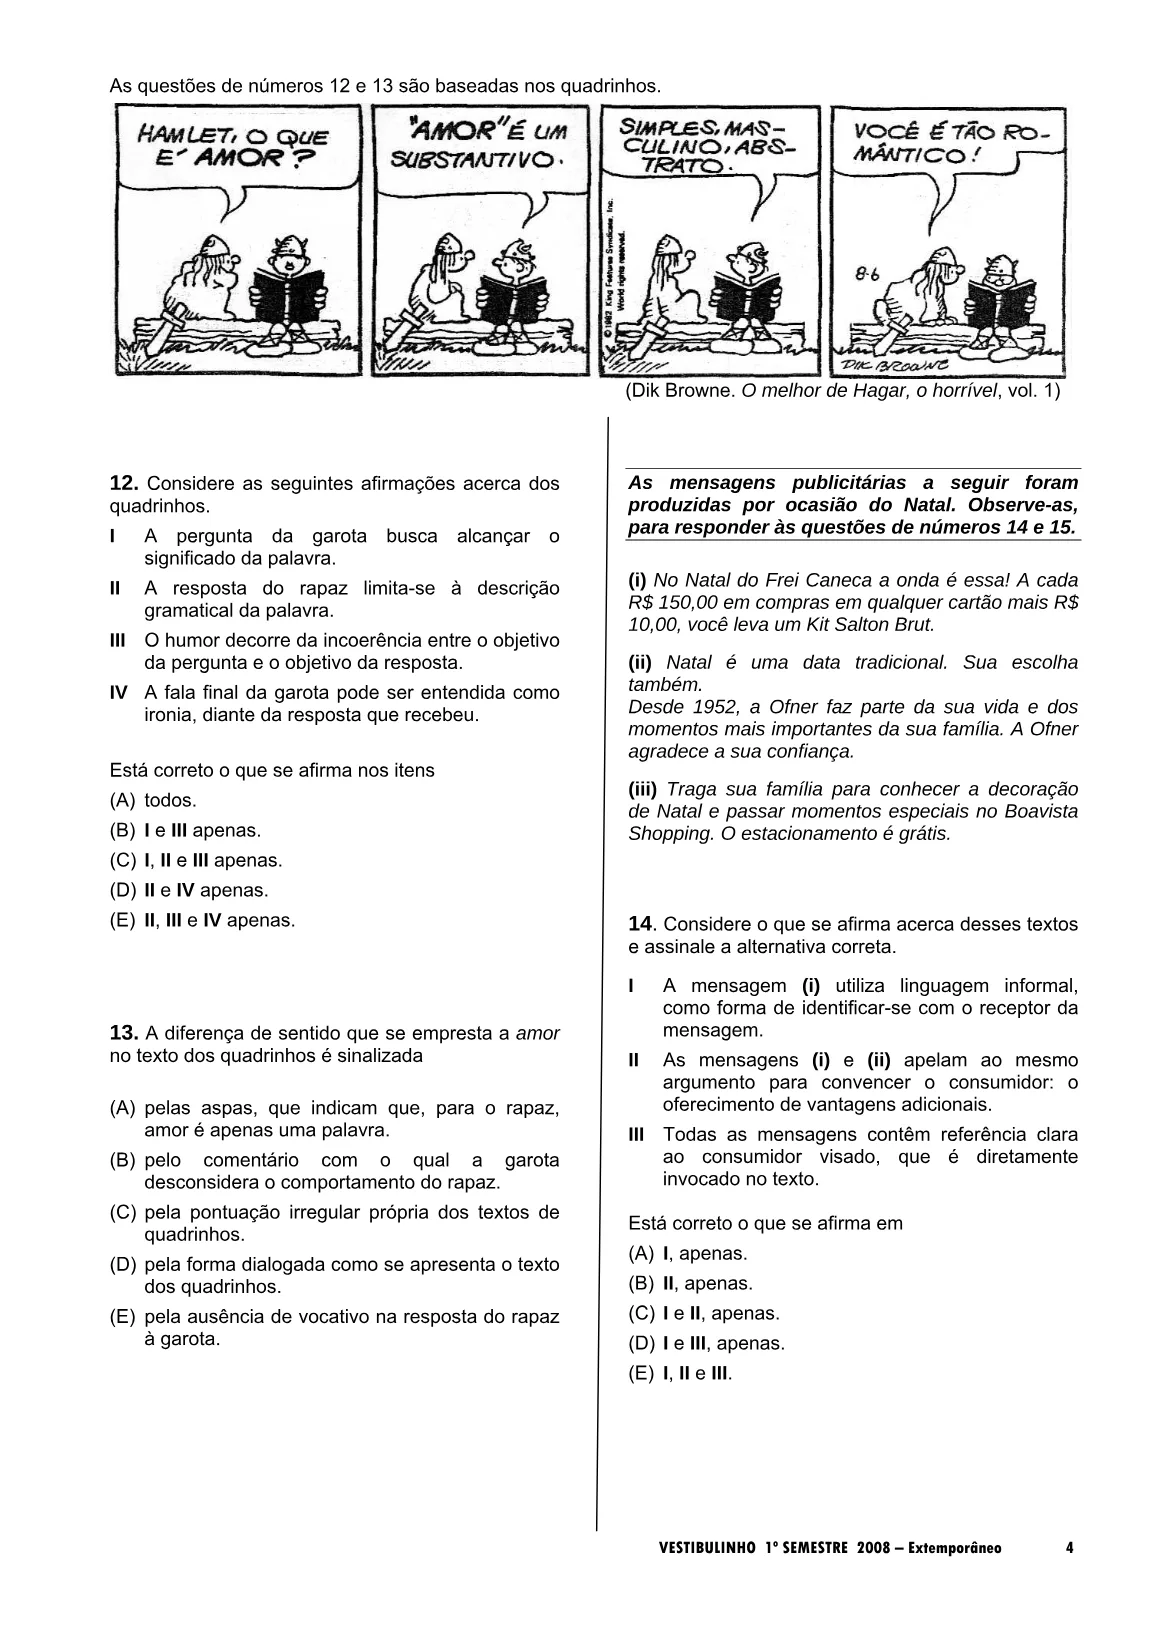 As questões de números 12 e 13 são baseadas nos quadrinhos.
HAMLET, O QUE
E' AMOR?
"AMOR" É UM
SUBSTANTIVO.
SIMPLES, MAS-
CULINO, ABS-
TRATO.
VOCÊ É TÃO RO-
MÁNTICO!
© 1982 King Features Syndicate, Inc.
World rights reserved.
8-6
DIK BROWNE
(Dik Browne. O melhor de Hagar, o horrível, vol. 1)
12. Considere as seguintes afirmações acerca dos
quadrinhos.
I A pergunta da garota busca alcançar o
significado da palavra.
II A resposta do rapaz limita-se à descrição
gramatical da palavra.
III O humor decorre da incoerência entre o objetivo
da pergunta e o objetivo da resposta.
IV A fala final da garota pode ser entendida como
ironia, diante da resposta que recebeu.
Está correto o que se afirma nos itens
(A) todos.
(B) I e III apenas.
(C) I, II e III apenas.
(D) II e IV apenas.
(E) II, III e IV apenas.
13. A diferença de sentido que se empresta a amor
no texto dos quadrinhos é sinalizada
(A) pelas aspas, que indicam que, para o rapaz,
amor é apenas uma palavra.
(B) pelo comentário com o qual a garota
desconsidera o comportamento do rapaz.
(C) pela pontuação irregular própria dos textos de
quadrinhos.
(D) pela forma dialogada como se apresenta o texto
dos quadrinhos.
(E) pela ausência de vocativo na resposta do rapaz
à garota.
As mensagens publicitárias a seguir foram
produzidas por ocasião do Natal. Observe-as,
para responder às questões de números 14 e 15.
(i) No Natal do Frei Caneca a onda é essa! A cada
R$ 150,00 em compras em qualquer cartão mais R$
10,00, você leva um Kit Salton Brut.
(ii) Natal é uma data tradicional. Sua escolha
também.
Desde 1952, a Ofner faz parte da sua vida e dos
momentos mais importantes da sua família. A Ofner
agradece a sua confiança.
(iii) Traga sua família para conhecer a decoração
de Natal e passar momentos especiais no Boavista
Shopping. O estacionamento é grátis.
14. Considere o que se afirma acerca desses textos
e assinale a alternativa correta.
I A mensagem (i) utiliza linguagem informal,
como forma de identificar-se com o receptor da
mensagem.
II As mensagens (i) e (ii) apelam ao mesmo
argumento para convencer o consumidor: o
oferecimento de vantagens adicionais.
III Todas as mensagens contêm referência clara
ao consumidor visado, que é diretamente
invocado no texto.
Está correto o que se afirma em
(A) I, apenas.
(B) II, apenas.
(C) I e II, apenas.
(D) I e III, apenas.
(E) I, II e III.
VESTIBULINHO 1º SEMESTRE 2008 – Extemporâneo 4